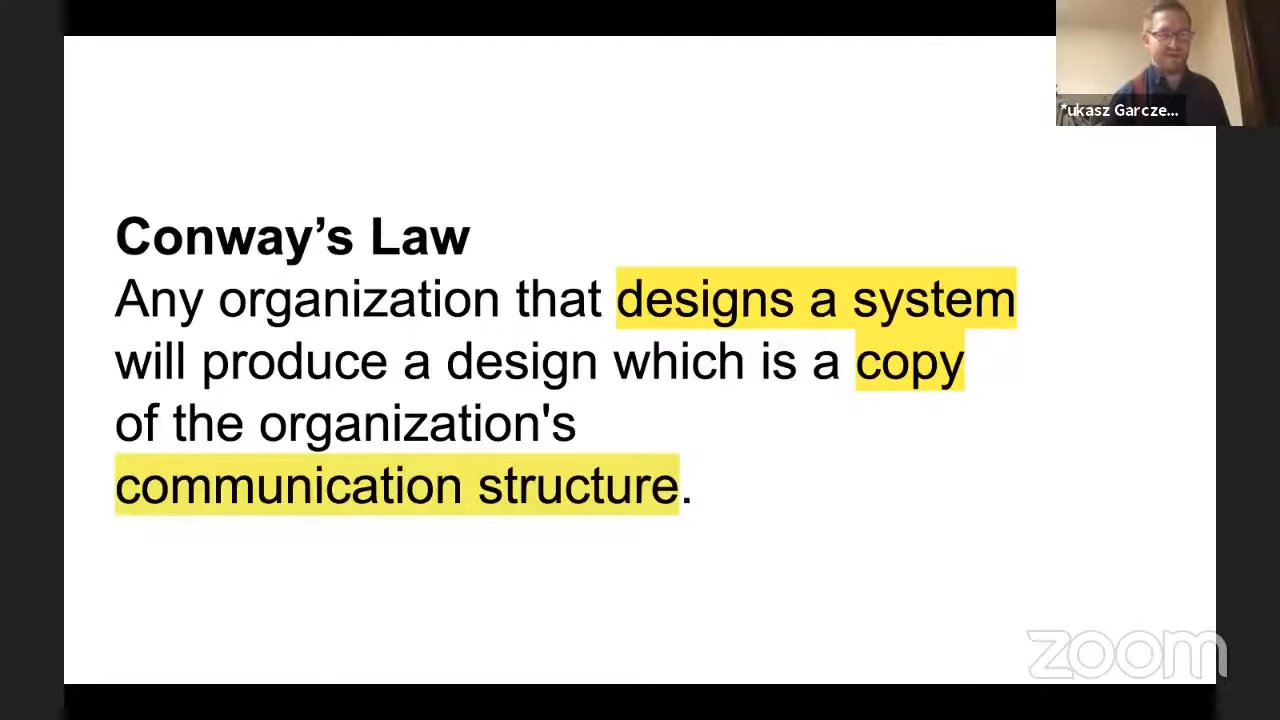 *ukasz Garcze...
Conway’s Law
Any organization that designs a system
will produce a design which is a copy
of the organization's
communication structure.
zoom